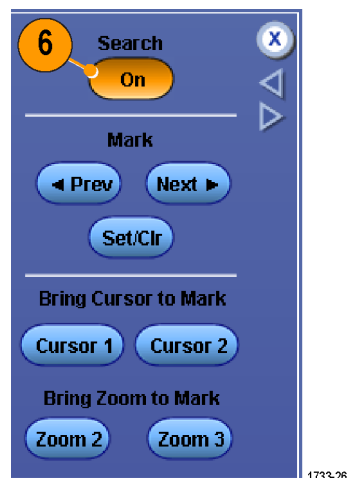 6
Search
X
On
Mark
◄ Prev Next ►
Set/Clr
Bring Cursor to Mark
Cursor 1 Cursor 2
Bring Zoom to Mark
Zoom 2 Zoom 3
1733-26